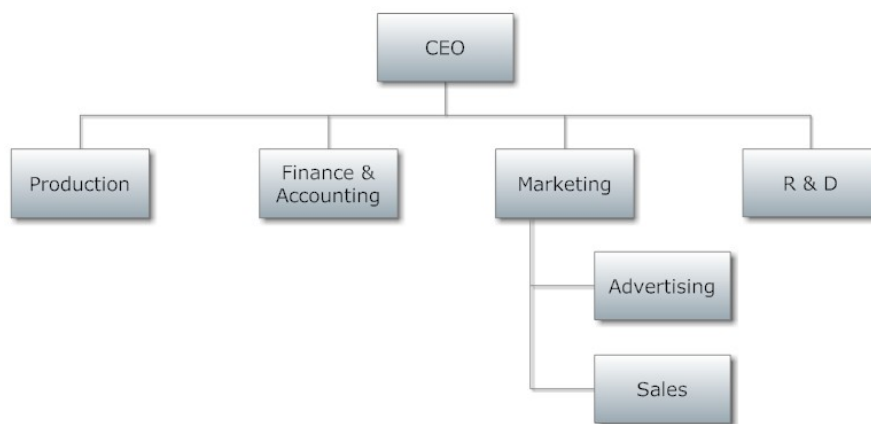 CEO
Production
Finance &
Accounting
Marketing
R & D
Advertising
Sales